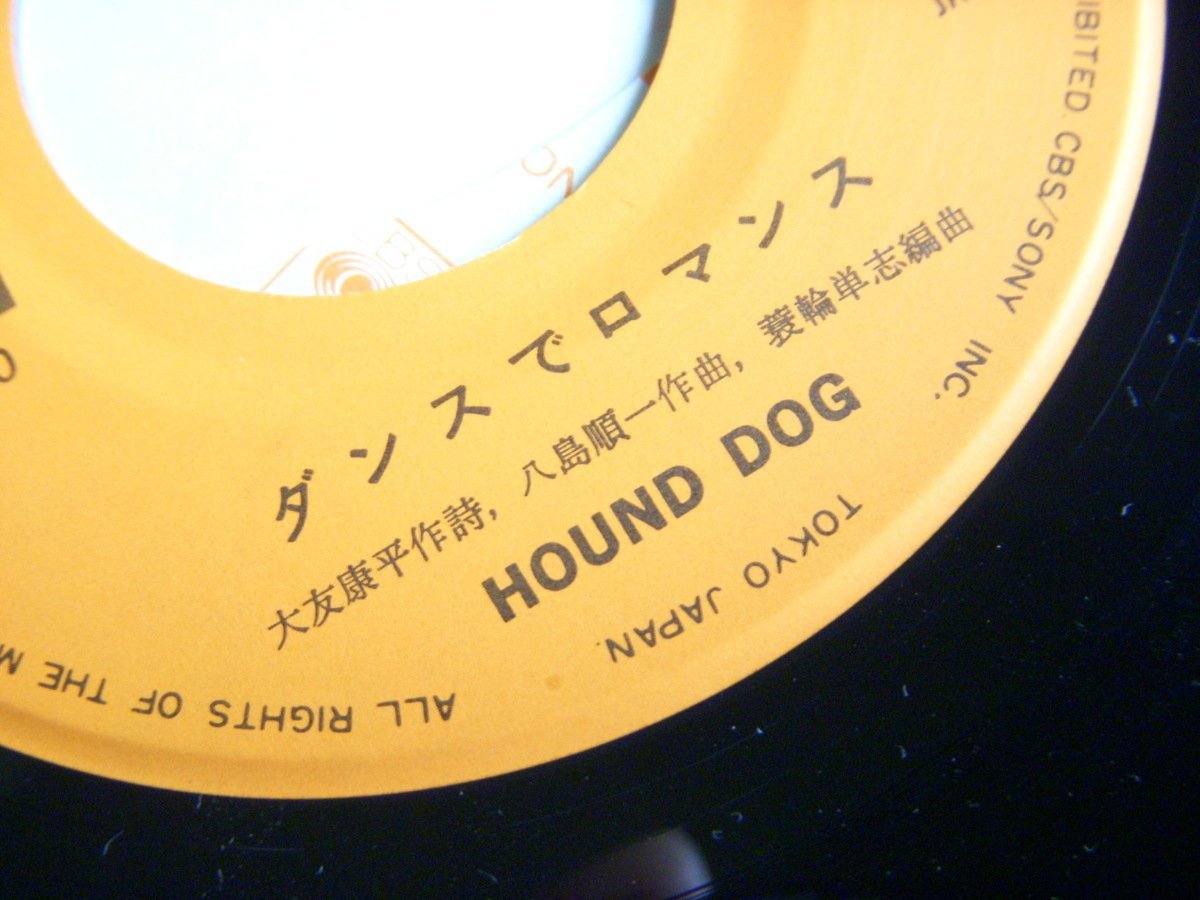 ダンスでロマンス
大友康平作詩, 八島順一作曲, 蓑輪単志編曲
HOUND DOG
ALL RIGHTS OF THE
CBS/SONY INC. TOKYO JAPAN.